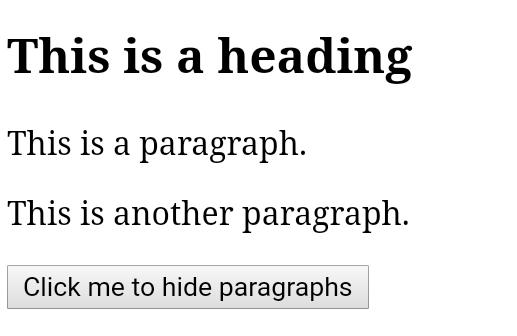 This is a heading
This is a paragraph.
This is another paragraph.
Click me to hide paragraphs